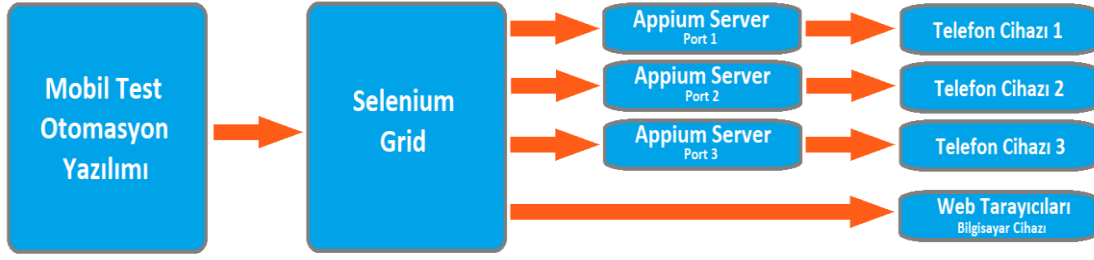 Mobil Test
Otomasyon
Yazılımı
Selenium
Grid
Appium Server
Port 1
Telefon Cihazı 1
Appium Server
Port 2
Telefon Cihazı 2
Appium Server
Port 3
Telefon Cihazı 3
Web Tarayıcıları
Bilgisayar Cihazı